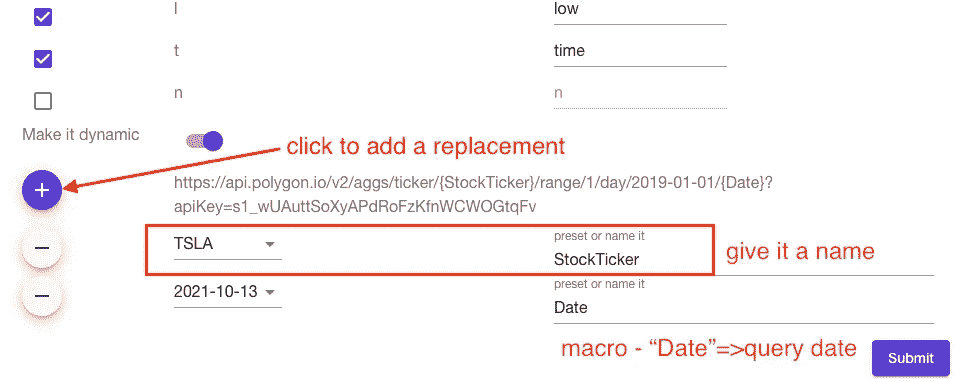 l low
t time
n n
Make it dynamic
click to add a replacement
+ https://api.polygon.io/v2/aggs/ticker/{StockTicker}/range/1/day/2019-01-01/{Date}?
apiKey=s1_wUAuttSoXyAPdRoFzKfnWCWOGtqFv
preset or name it
TSLA StockTicker give it a name
preset or name it
2021-10-13 Date
macro - “Date”=>query date
Submit